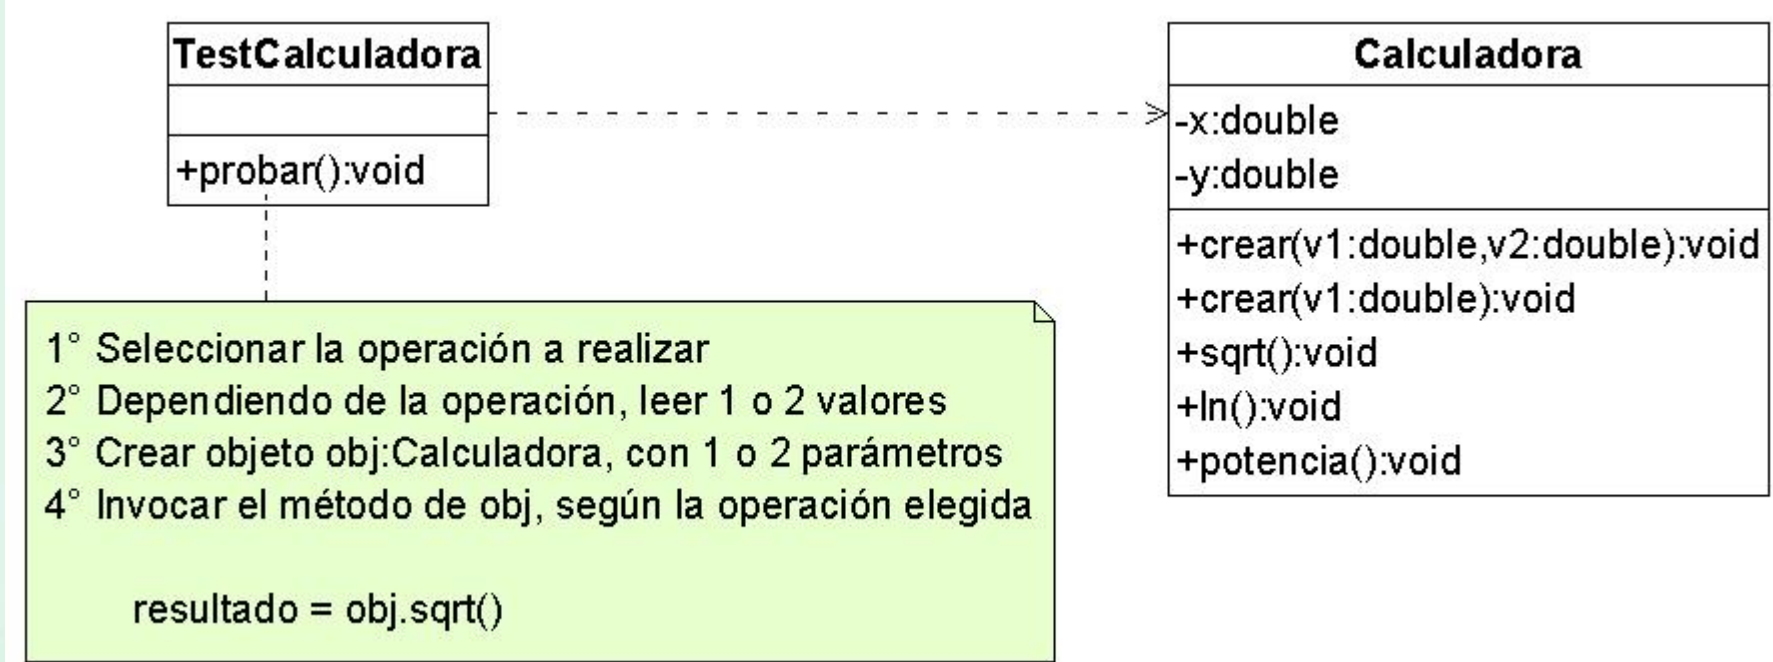 TestCalculadora
+probar():void
Calculadora
-x:double
-y:double
+crear(v1:double,v2:double):void
+crear(v1:double):void
+sqrt():void
+ln():void
+potencia():void
1° Seleccionar la operación a realizar
2° Dependiendo de la operación, leer 1 o 2 valores
3° Crear objeto obj:Calculadora, con 1 o 2 parámetros
4° Invocar el método de obj, según la operación elegida
resultado = obj.sqrt()